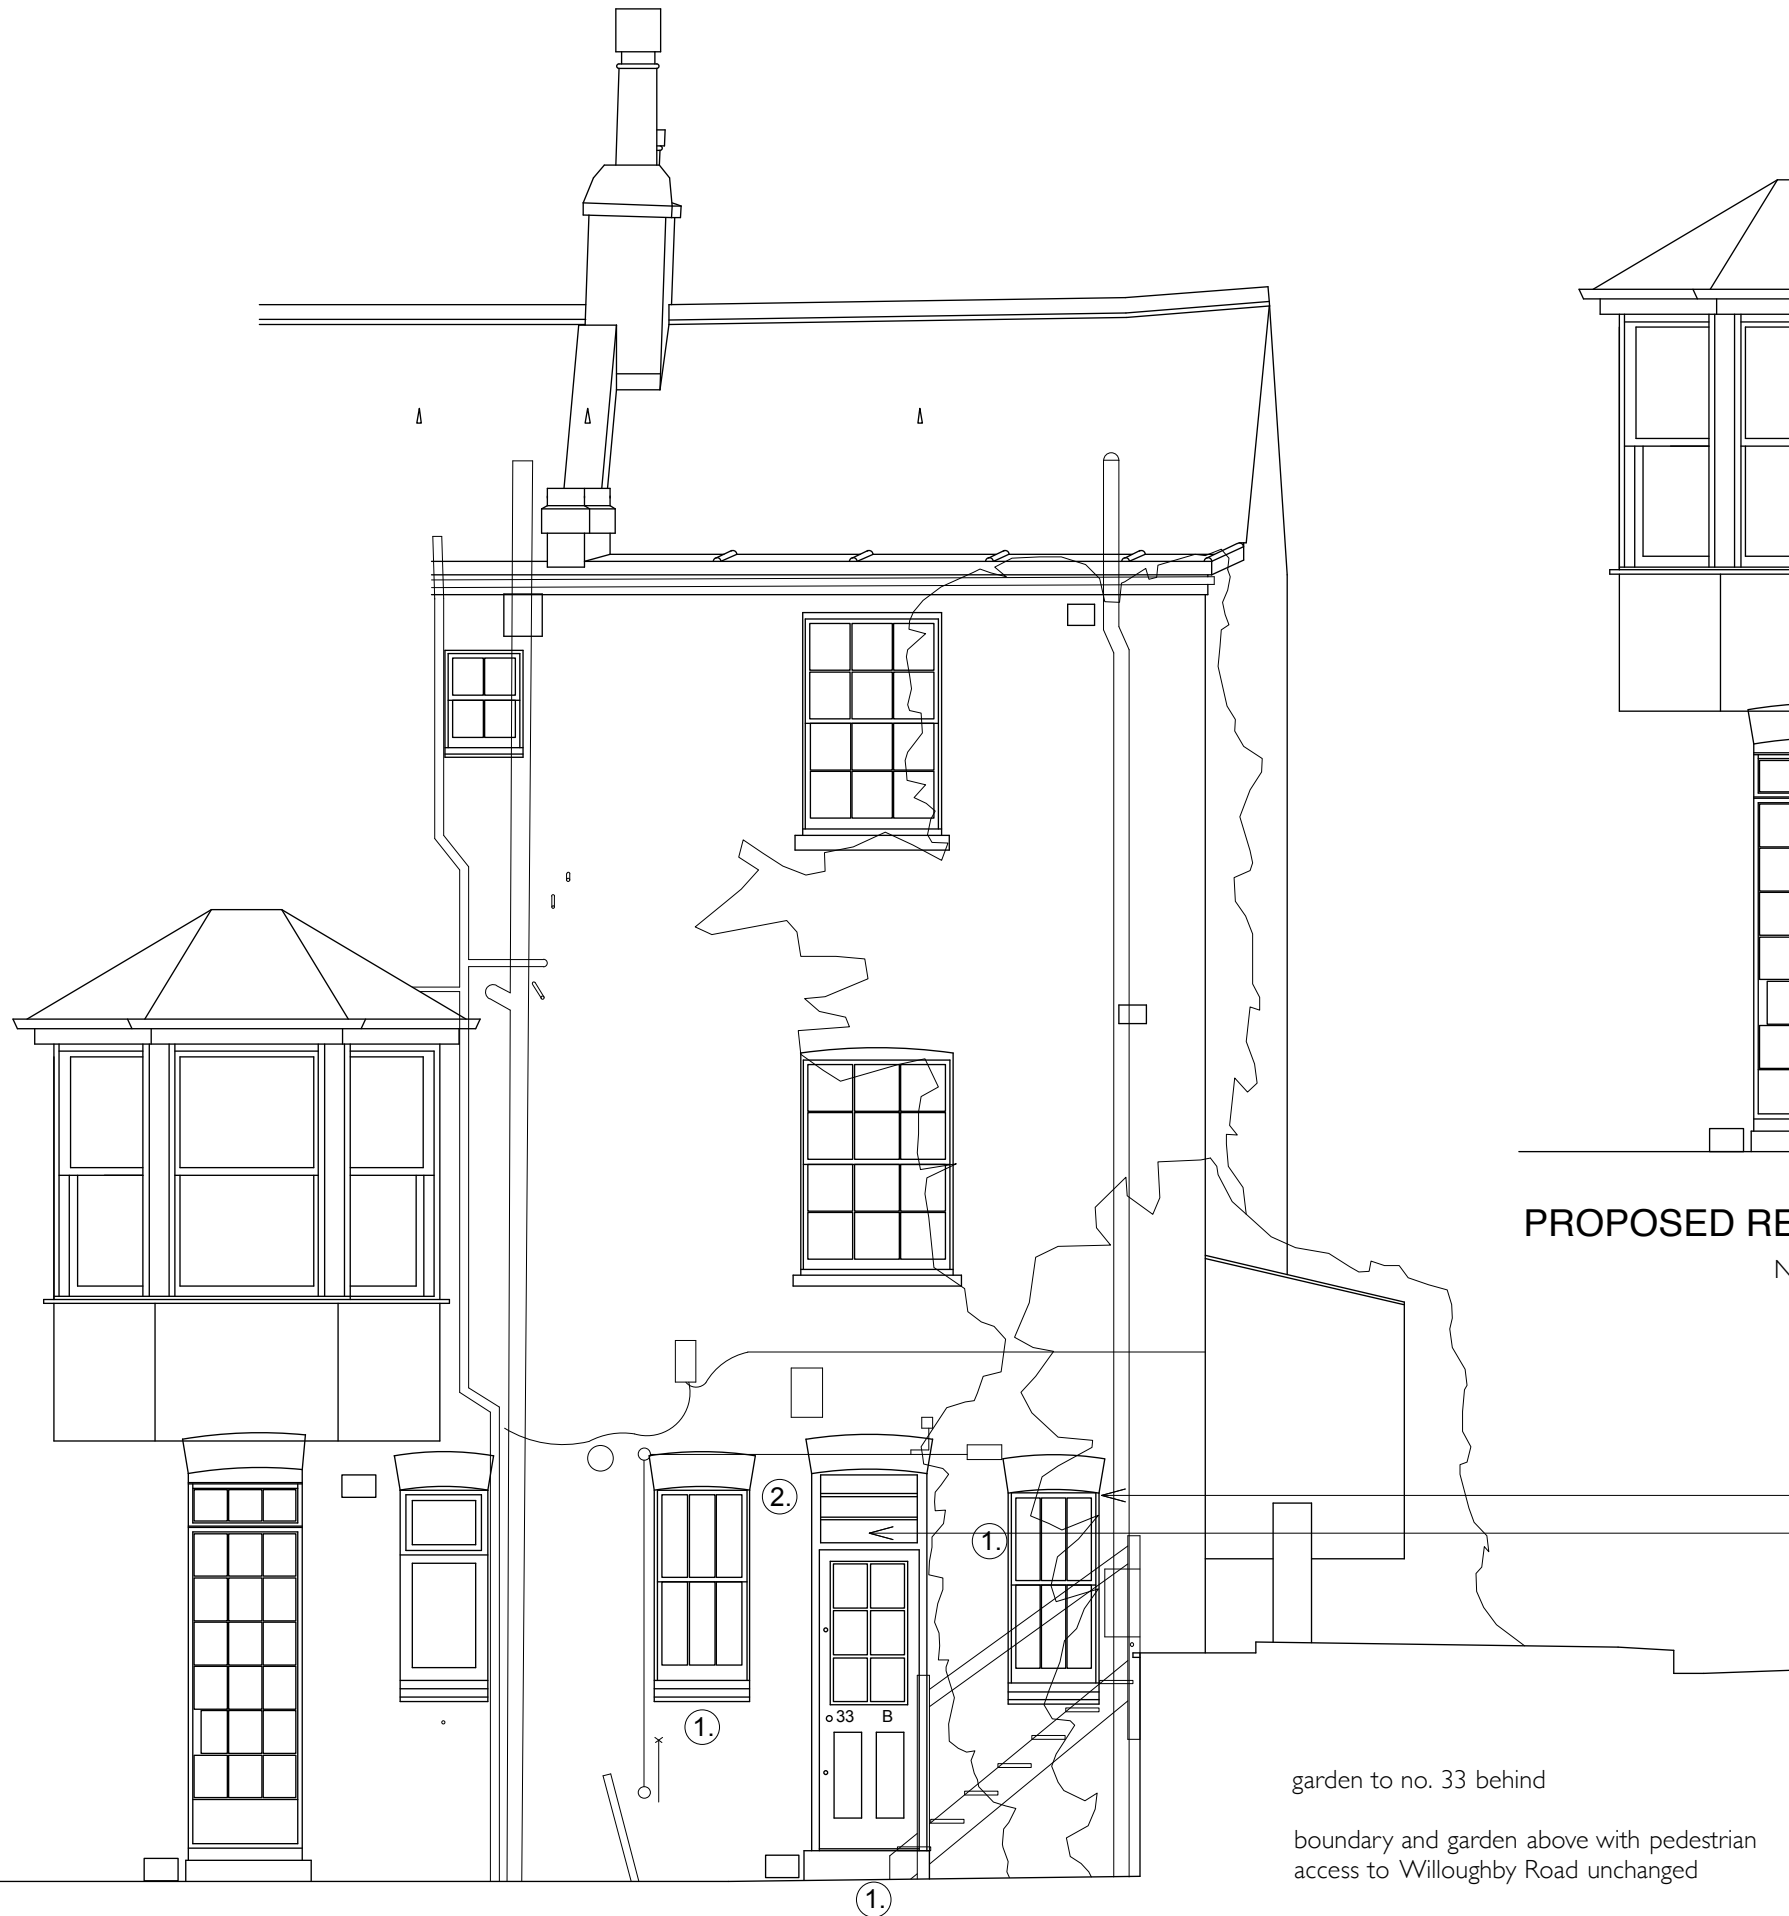 PROPOSED RE
N
2.
1.
33 B
1.
garden to no. 33 behind
boundary and garden above with pedestrian
access to Willoughby Road unchanged
1.